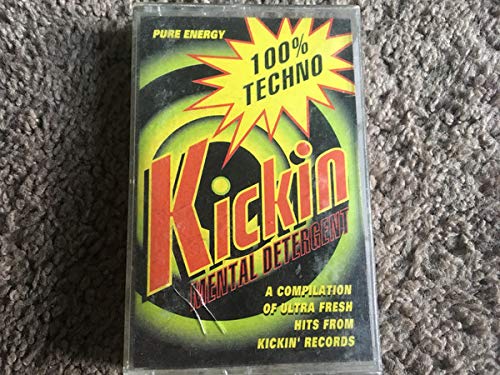 PURE ENERGY
100%
TECHNO
Kickin
MENTAL DETERGENT
A COMPILATION
OF ULTRA FRESH
HITS FROM
KICKIN' RECORDS